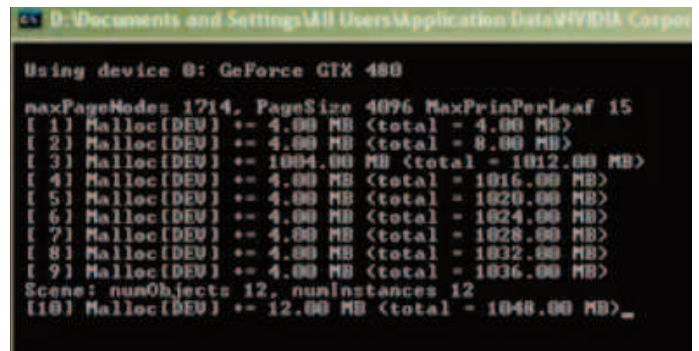 D:\Documents and Settings\All Users\Application Data\NVIDIA Corpor
Using device 0: GeForce GTX 480
maxPageNodes 1714, PageSize 4096 MaxPrimPerLeaf 15
[ 1] Malloc[DEV] += 4.00 MB (total = 4.00 MB)
[ 2] Malloc[DEV] += 4.00 MB (total = 8.00 MB)
[ 3] Malloc[DEV] += 1004.00 MB (total = 1012.00 MB)
[ 4] Malloc[DEV] += 4.00 MB (total = 1016.00 MB)
[ 5] Malloc[DEV] += 4.00 MB (total = 1020.00 MB)
[ 6] Malloc[DEV] += 4.00 MB (total = 1024.00 MB)
[ 7] Malloc[DEV] += 4.00 MB (total = 1028.00 MB)
[ 8] Malloc[DEV] += 4.00 MB (total = 1032.00 MB)
[ 9] Malloc[DEV] += 4.00 MB (total = 1036.00 MB)
Scene: numObjects 12, numInstances 12
[10] Malloc[DEV] += 12.00 MB (total = 1048.00 MB)_